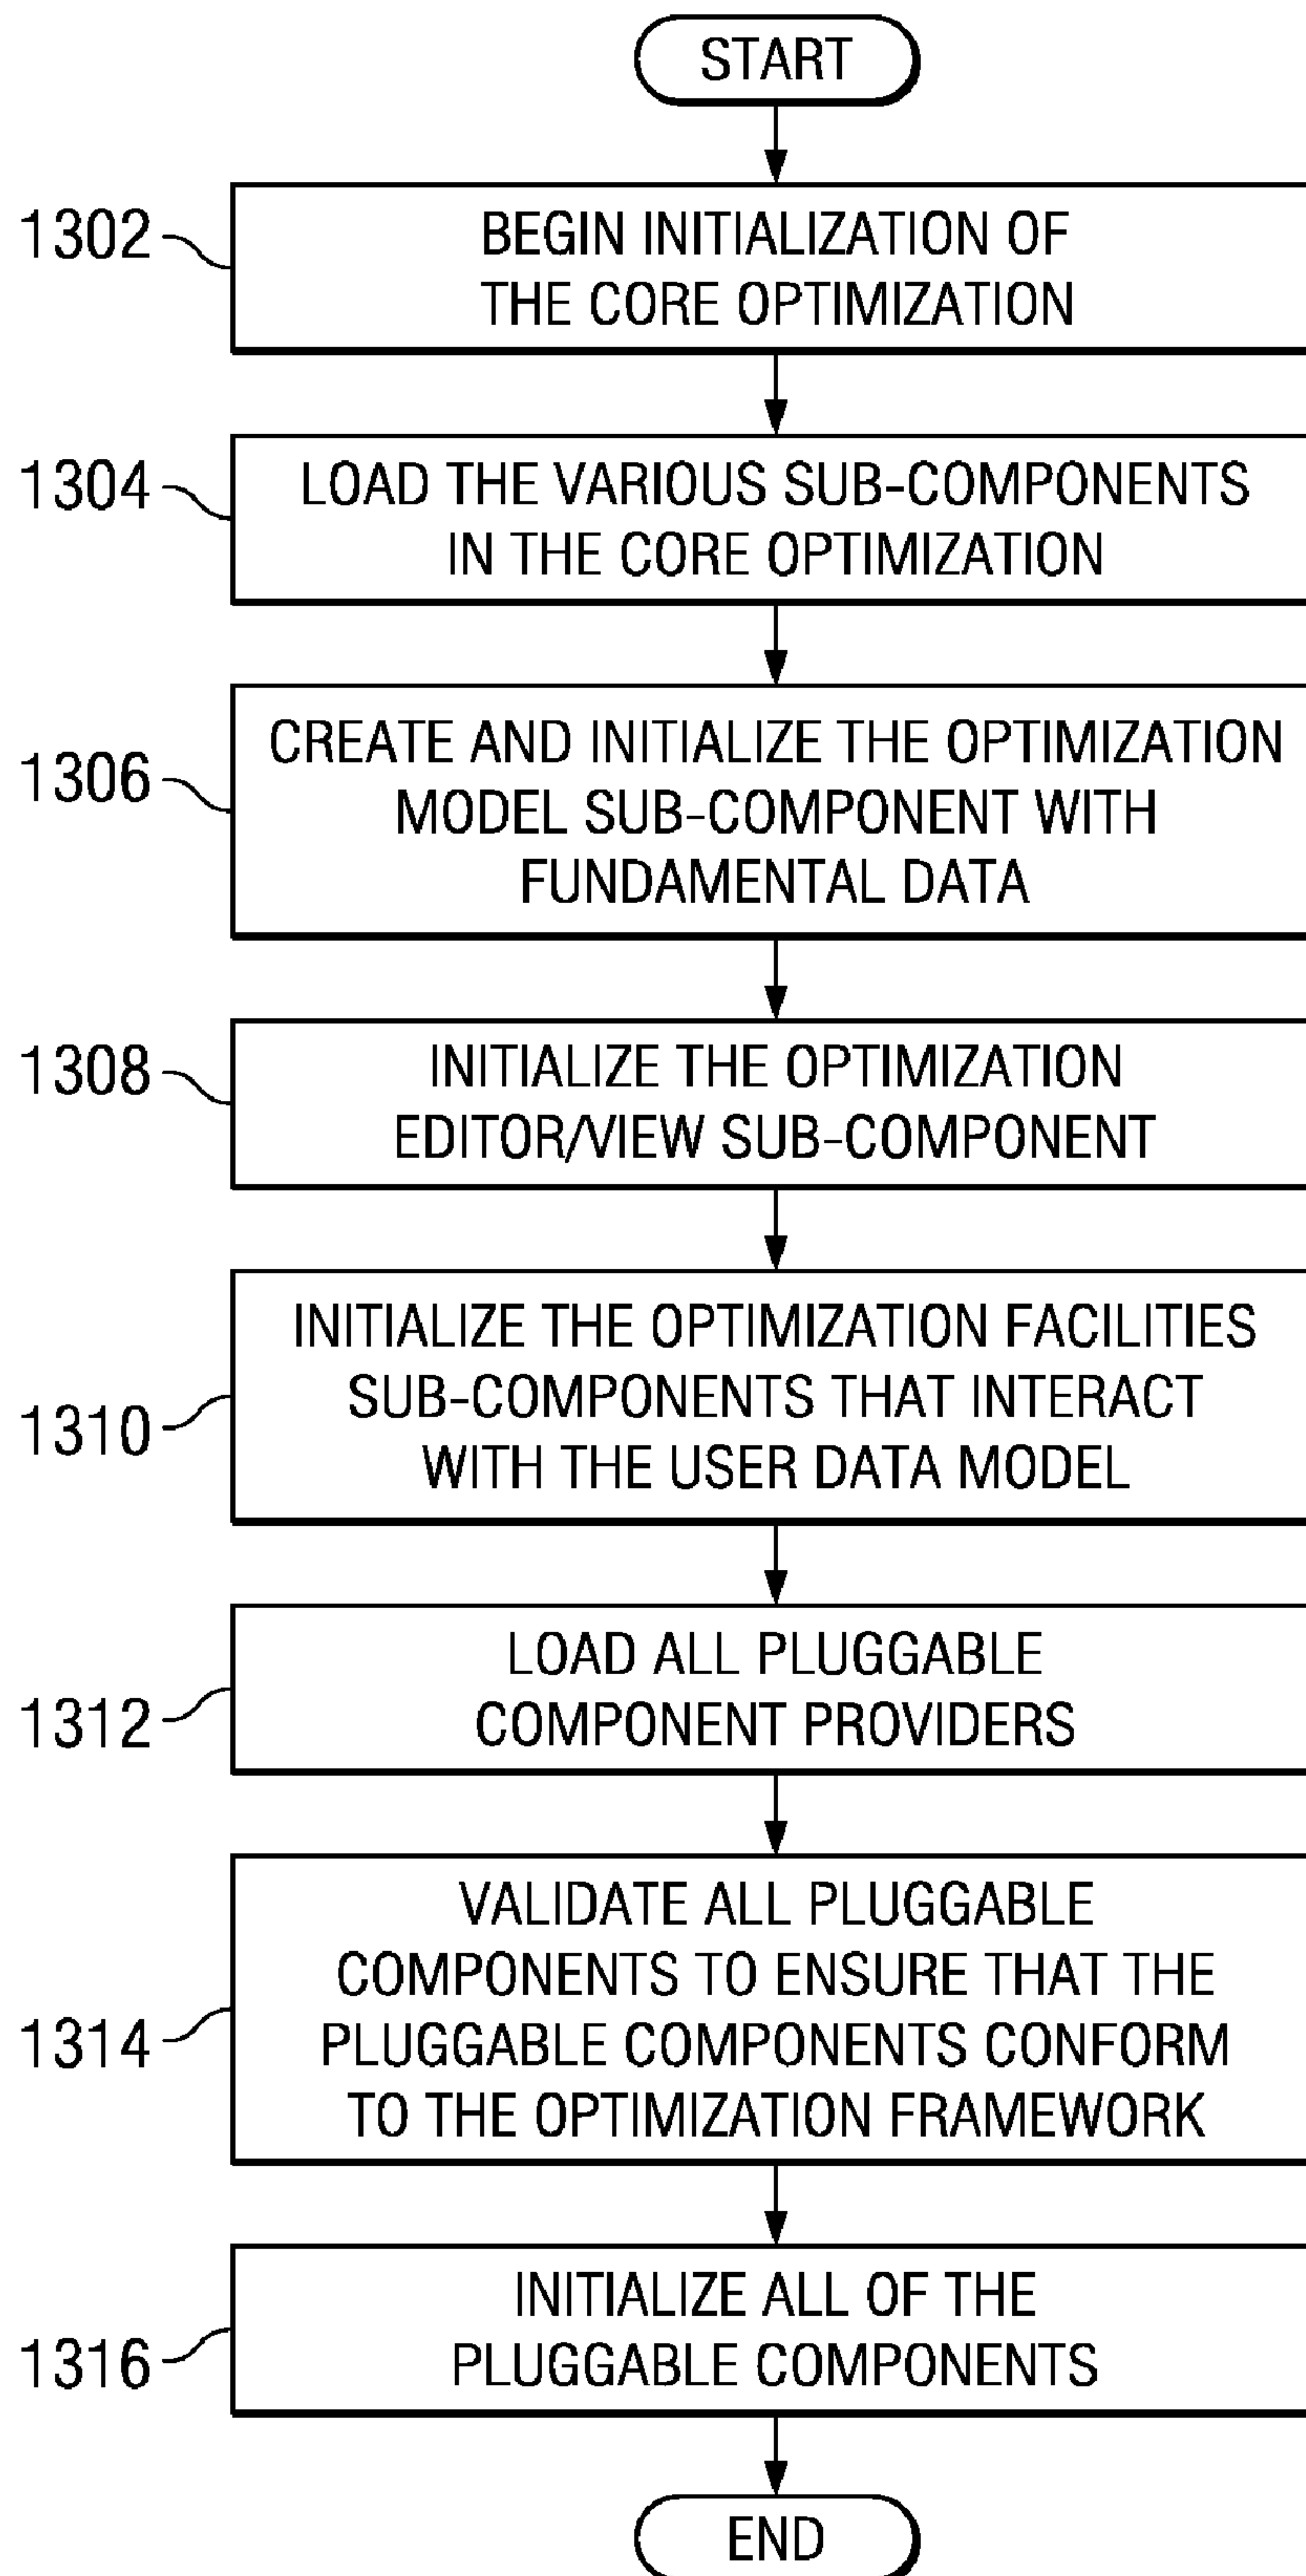 START
1302
BEGIN INITIALIZATION OF
THE CORE OPTIMIZATION
1304
LOAD THE VARIOUS SUB-COMPONENTS
IN THE CORE OPTIMIZATION
1306
CREATE AND INITIALIZE THE OPTIMIZATION
MODEL SUB-COMPONENT WITH
FUNDAMENTAL DATA
1308
INITIALIZE THE OPTIMIZATION
EDITOR/VIEW SUB-COMPONENT
1310
INITIALIZE THE OPTIMIZATION FACILITIES
SUB-COMPONENTS THAT INTERACT
WITH THE USER DATA MODEL
1312
LOAD ALL PLUGGABLE
COMPONENT PROVIDERS
1314
VALIDATE ALL PLUGGABLE
COMPONENTS TO ENSURE THAT THE
PLUGGABLE COMPONENTS CONFORM
TO THE OPTIMIZATION FRAMEWORK
1316
INITIALIZE ALL OF THE
PLUGGABLE COMPONENTS
END